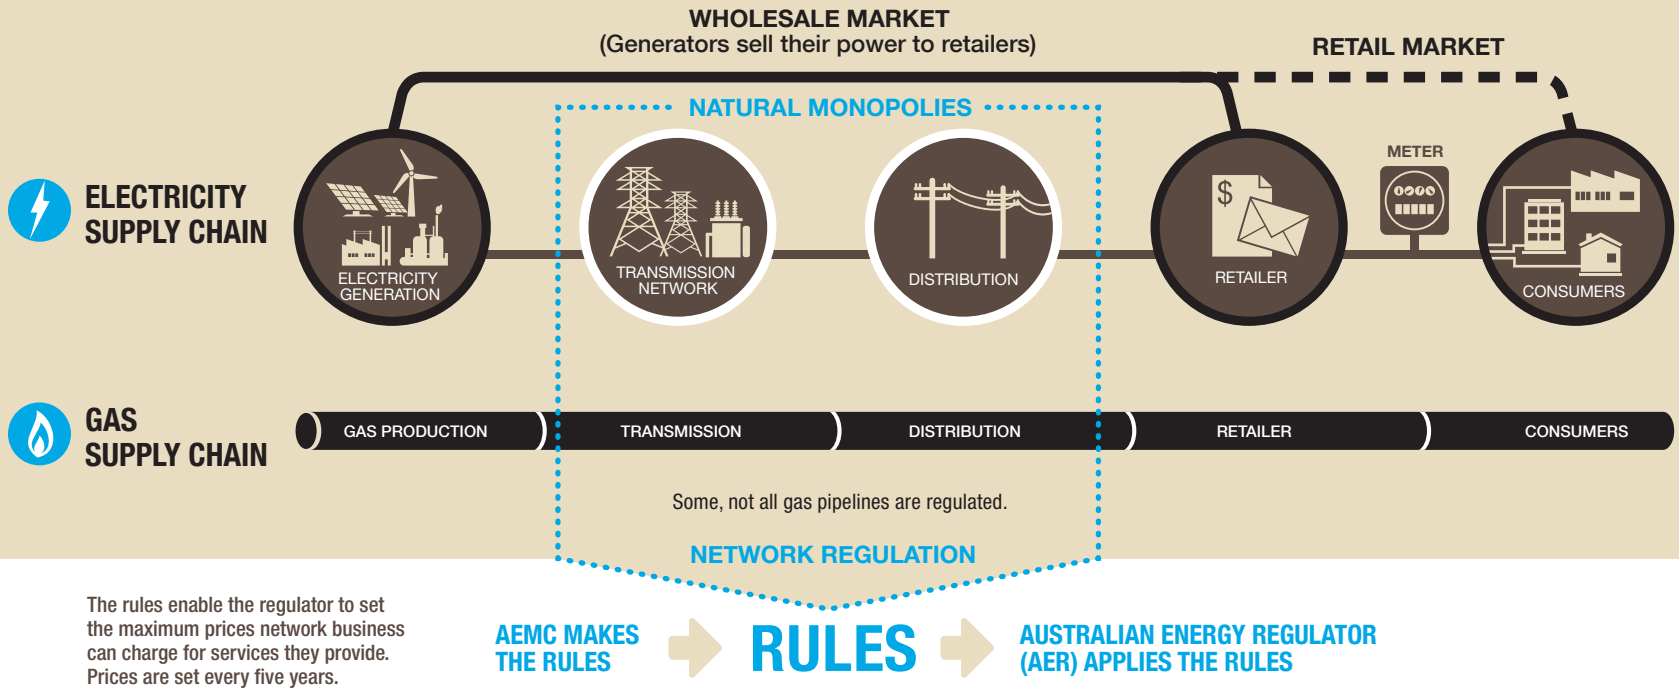 WHOLESALE MARKET
(Generators sell their power to retailers)
RETAIL MARKET
NATURAL MONOPOLIES
METER
ELECTRICITY
SUPPLY CHAIN
$
ELECTRICITY
GENERATION
TRANSMISSION
NETWORK
DISTRIBUTION
RETAILER
CONSUMERS
GAS
SUPPLY CHAIN
GAS PRODUCTION
TRANSMISSION
DISTRIBUTION
RETAILER
CONSUMERS
Some, not all gas pipelines are regulated.
NETWORK REGULATION
The rules enable the regulator to set
the maximum prices network business
can charge for services they provide.
Prices are set every five years.
AEMC MAKES
THE RULES
RULES
AUSTRALIAN ENERGY REGULATOR
(AER) APPLIES THE RULES